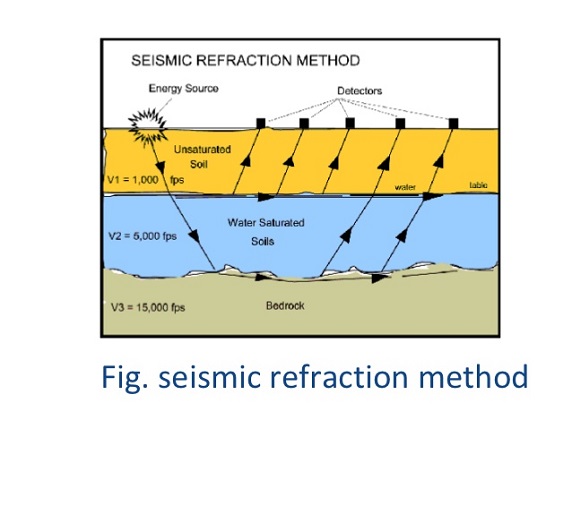 SEISMIC REFRACTION METHOD
Energy Source
Detectors
Unsaturated
Soil
V1 = 1,000 fps
water table
Water Saturated
Soils
V2 = 5,000 fps
V3 = 15,000 fps
Bedrock
Fig. seismic refraction method